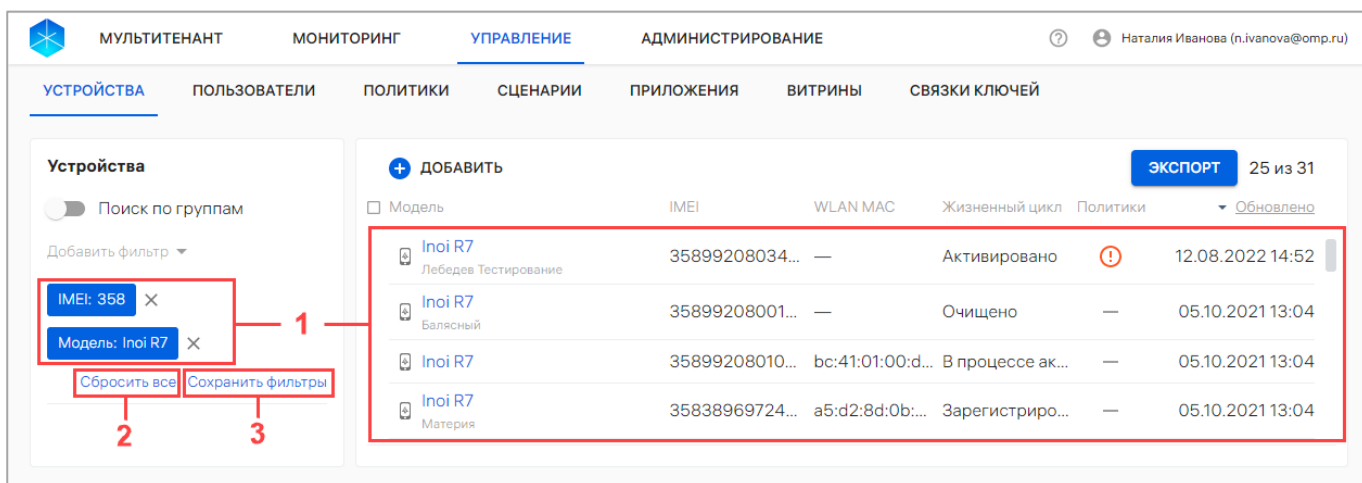 МУЛЬТИТЕНАНТ МОНИТОРИНГ УПРАВЛЕНИЕ АДМИНИСТРИРОВАНИЕ ? Наталия Иванова (n.ivanova@omp.ru)
УСТРОЙСТВА ПОЛЬЗОВАТЕЛИ ПОЛИТИКИ СЦЕНАРИИ ПРИЛОЖЕНИЯ ВИТРИНЫ СВЯЗКИ КЛЮЧЕЙ
Устройства
Поиск по группам
Добавить фильтр
IMEI: 358
Модель: Inoi R7
Сбросить все Сохранить фильтры
1
2
3
+ ДОБАВИТЬ ЭКСПОРТ 25 из 31
Модель IMEI WLAN MAC Жизненный цикл Политики Обновлено
Inoi R7 35899208034... — Активировано ! 12.08.2022 14:52
Лебедев Тестирование
Inoi R7 35899208001... — Очищено — 05.10.2021 13:04
Балясный
Inoi R7 35899208010... bc:41:01:00:d... В процессе ак... — 05.10.2021 13:04
Inoi R7 35838969724... a5:d2:8d:0b:... Зарегистриро... — 05.10.2021 13:04
Материя